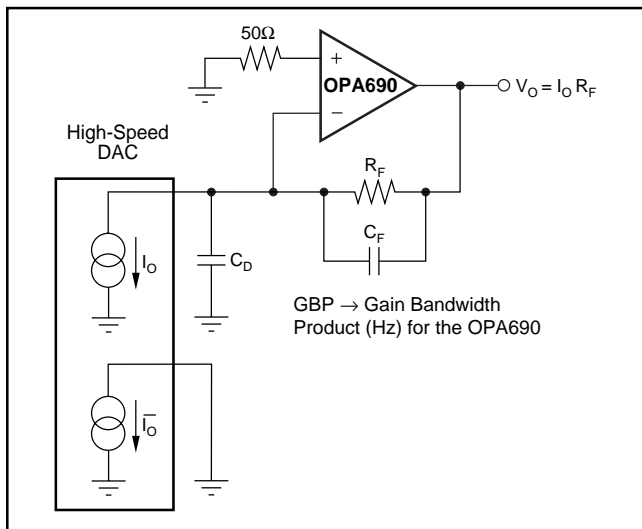 50Ω
+
OPA690
−
V_O = I_O R_F
High-Speed
DAC
R_F
C_F
I_O
C_D
GBP → Gain Bandwidth
Product (Hz) for the OPA690
I̅_O